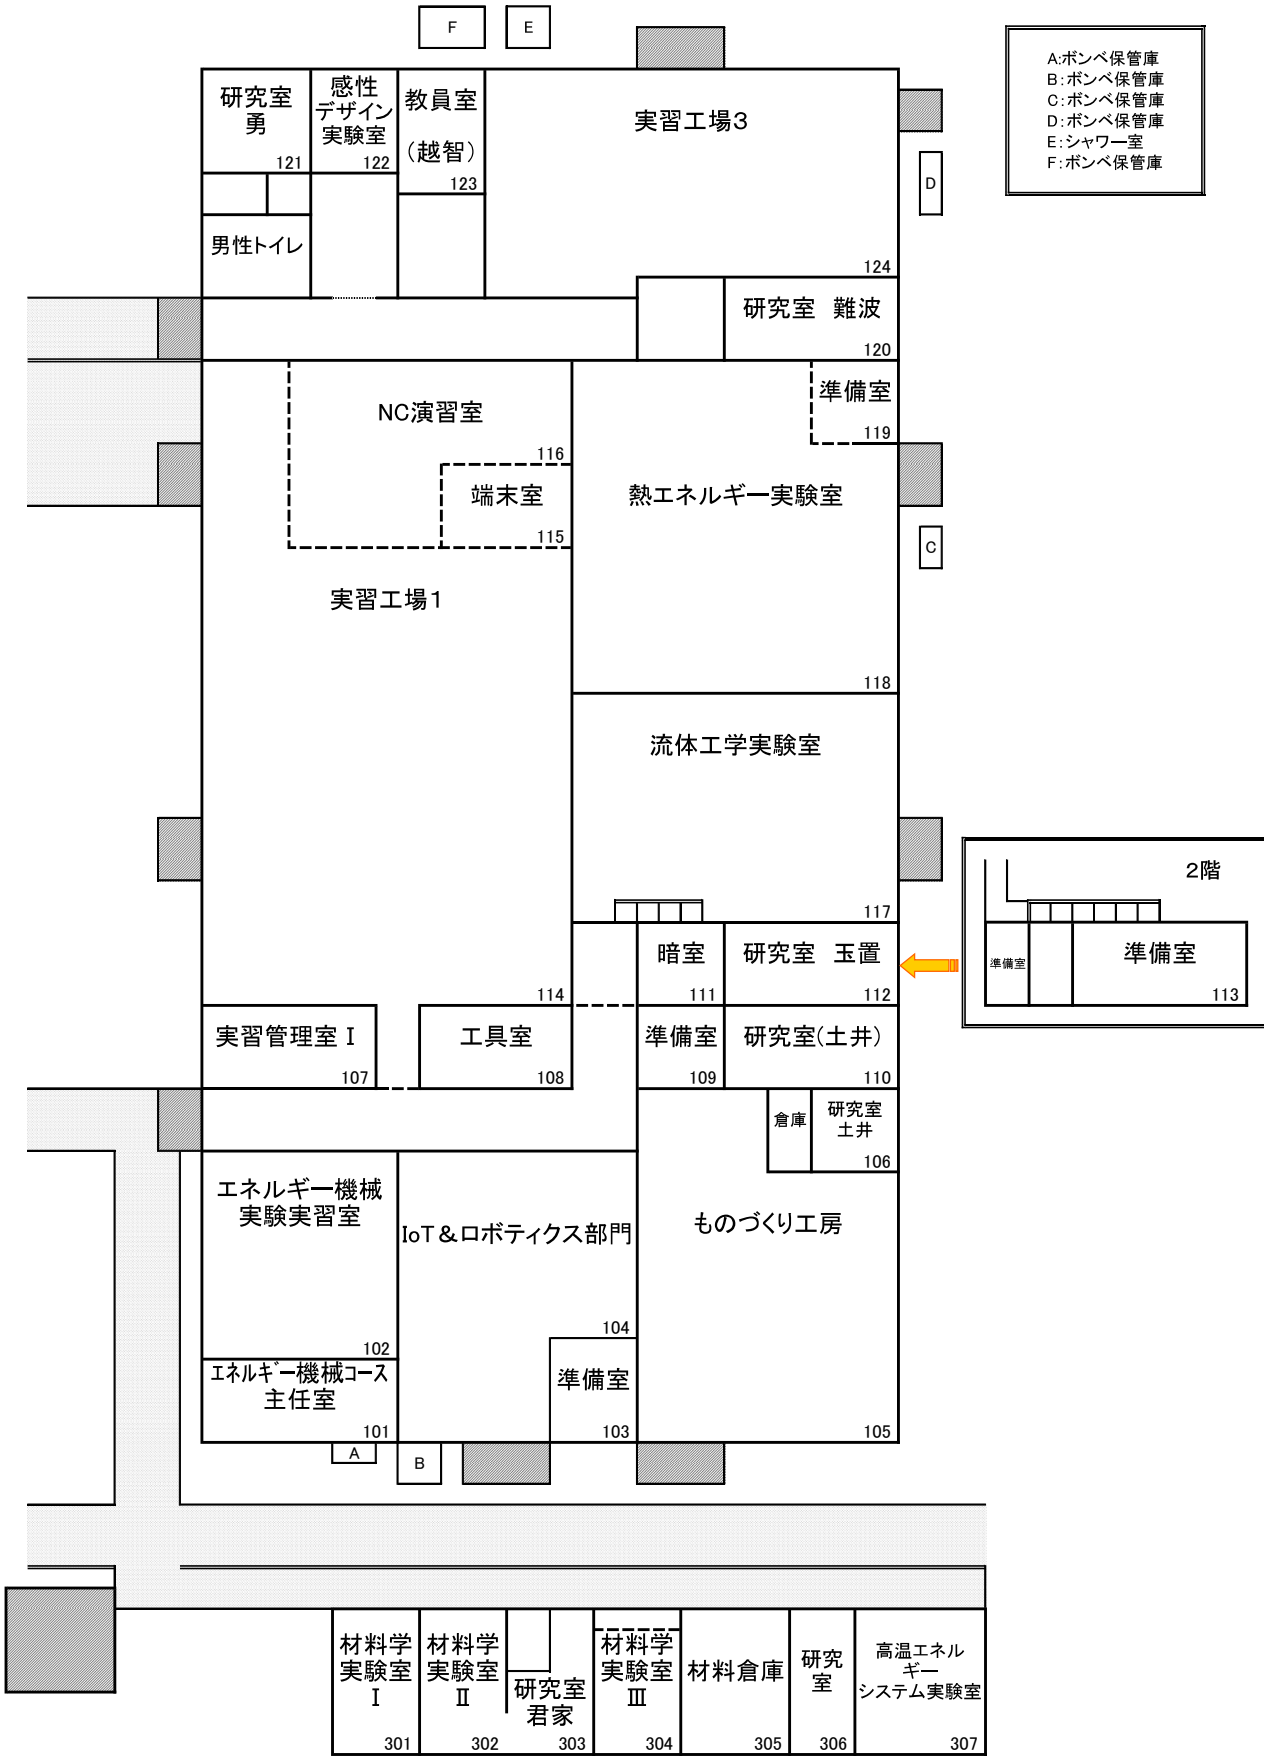 F
E
A:ボンベ保管庫
B:ボンベ保管庫
C:ボンベ保管庫
D:ボンベ保管庫
E:シャワー室
F:ボンベ保管庫
研究室
勇
121
感性
デザイン
実験室
122
教員室
(越智)
123
実習工場3
124
D
男性トイレ
研究室 難波
120
NC演習室
116
端末室
115
準備室
119
熱エネルギー実験室
118
C
実習工場1
114
流体工学実験室
117
2階
準備室
準備室
113
暗室
111
研究室 玉置
112
実習管理室 I
107
工具室
108
準備室
109
研究室(土井)
110
倉庫
研究室
土井
106
エネルギー機械
実験実習室
102
IoT&ロボティクス部門
104
ものづくり工房
105
エネルギー機械コース
主任室
101
準備室
103
A
B
材料学
実験室
Ⅰ
301
材料学
実験室
Ⅱ
302
研究室
君家
303
材料学
実験室
Ⅲ
304
材料倉庫
305
研究
室
306
高温エネル
ギー
システム実験室
307